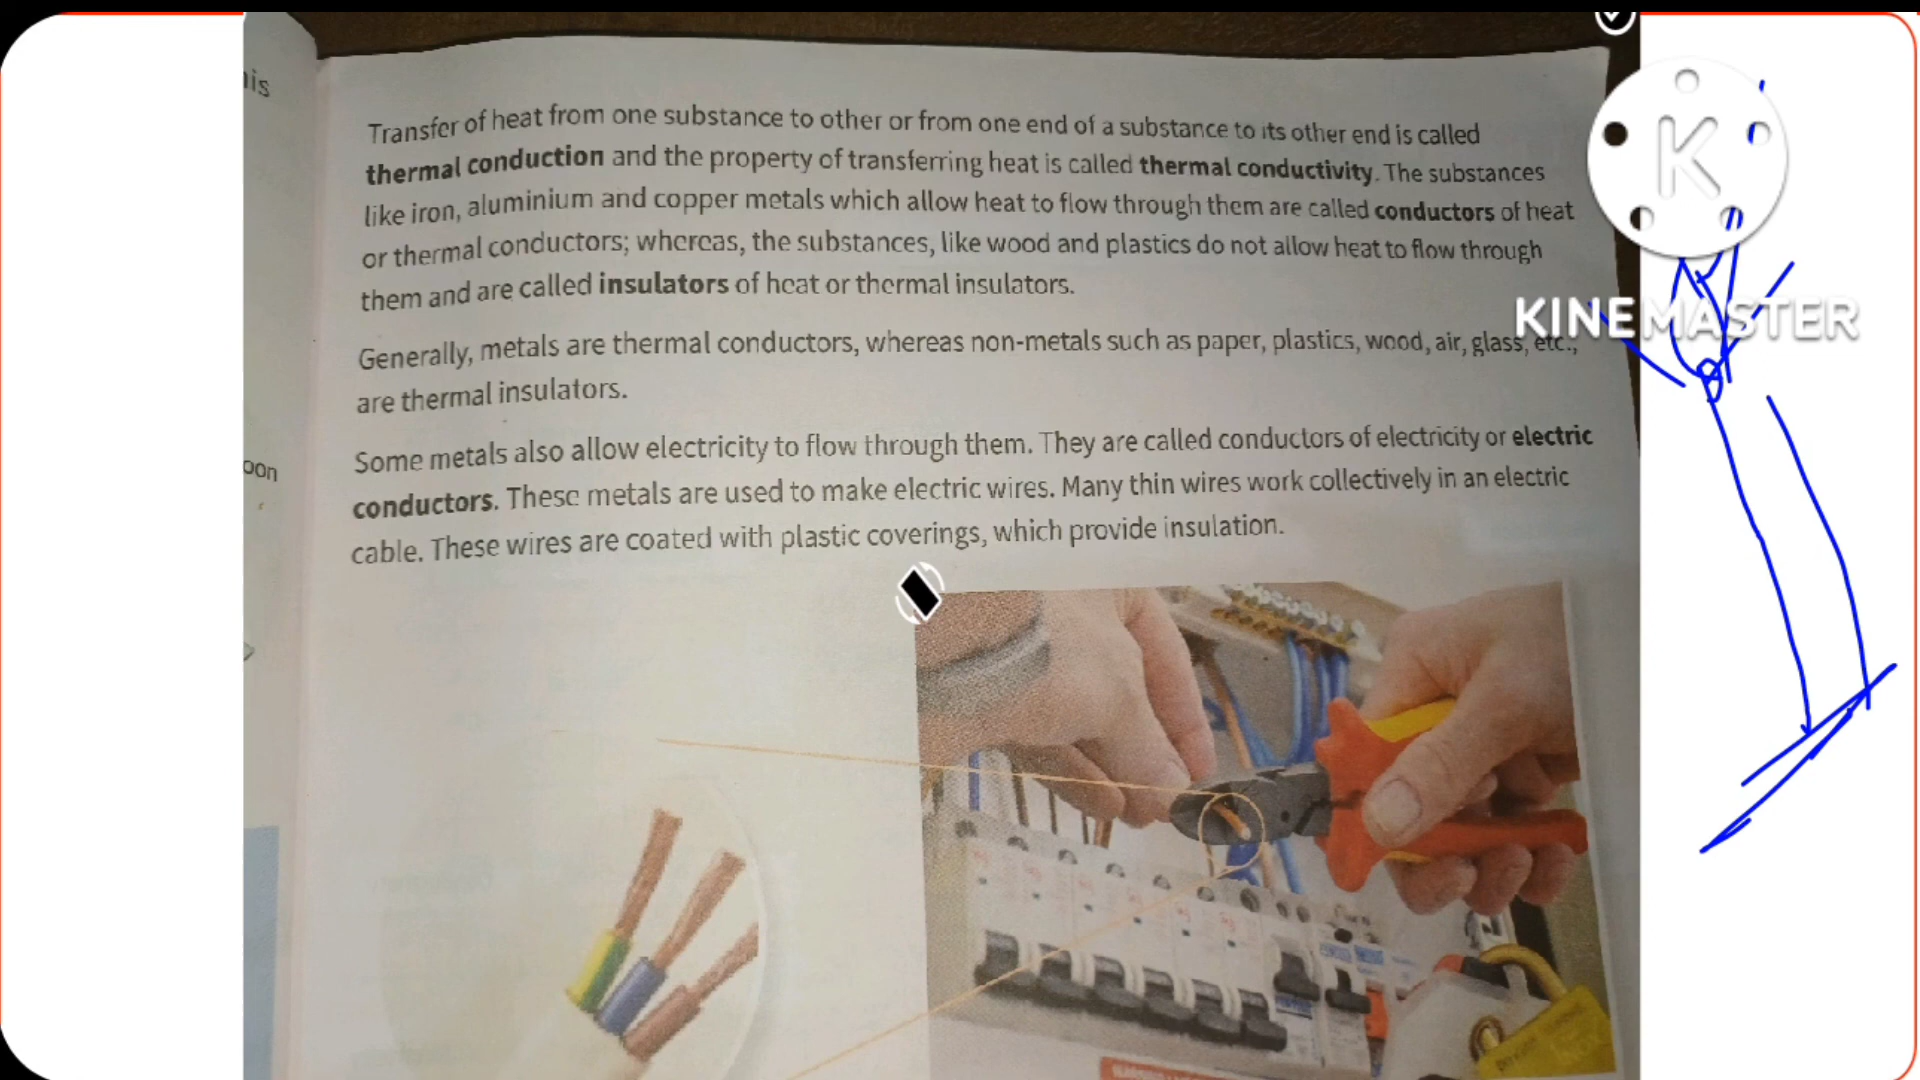 his
Transfer of heat from one substance to other or from one end of a substance to its other end is called
thermal conduction and the property of transferring heat is called thermal conductivity. The substances
like iron, aluminium and copper metals which allow heat to flow through them are called conductors of heat
or thermal conductors; whereas, the substances, like wood and plastics do not allow heat to flow through
them and are called insulators of heat or thermal insulators.
Generally, metals are thermal conductors, whereas non-metals such as paper, plastics, wood, air, glass, etc.,
are thermal insulators.
Some metals also allow electricity to flow through them. They are called conductors of electricity or electric
conductors. These metals are used to make electric wires. Many thin wires work collectively in an electric
cable. These wires are coated with plastic coverings, which provide insulation.
oon
K
KINEMASTER